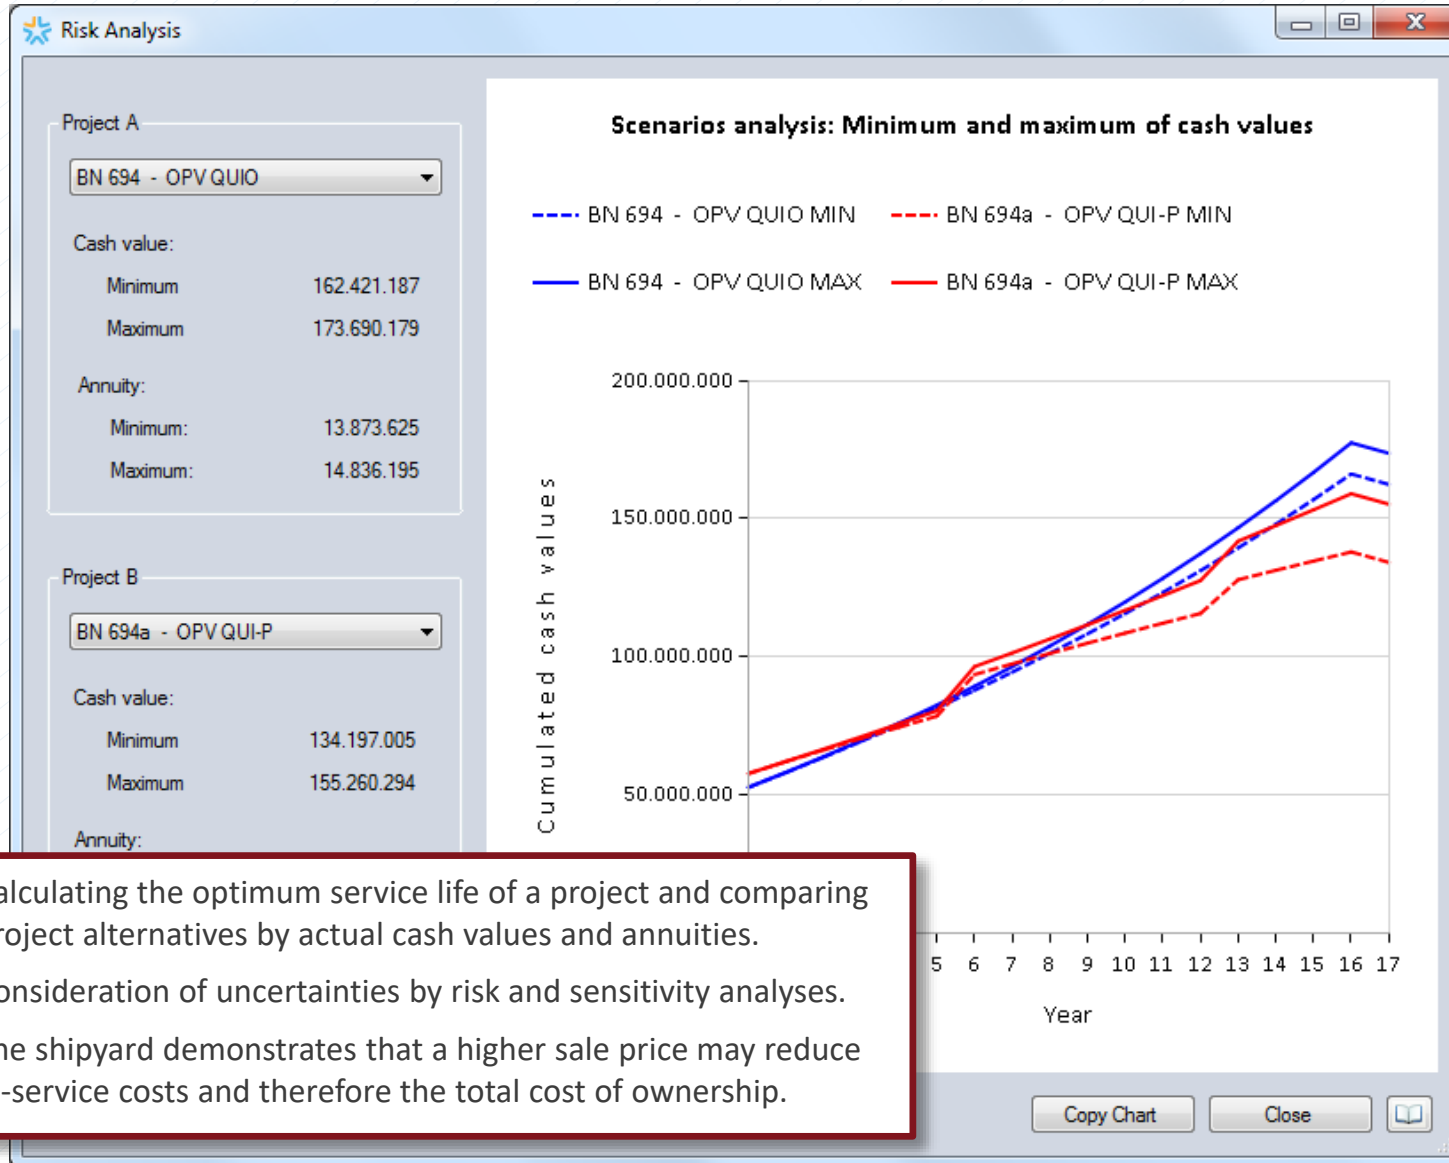 Risk Analysis
Project A
BN 694 - OPV QUIO
Cash value:
Minimum 162.421.187
Maximum 173.690.179
Annuity:
Minimum: 13.873.625
Maximum: 14.836.195
Project B
BN 694a - OPV QUI-P
Cash value:
Minimum 134.197.005
Maximum 155.260.294
Annuity:
Scenarios analysis: Minimum and maximum of cash values
BN 694 - OPV QUIO MIN BN 694a - OPV QUI-P MIN
BN 694 - OPV QUIO MAX BN 694a - OPV QUI-P MAX
200.000.000
150.000.000
100.000.000
50.000.000
Cumulated cash values
5 6 7 8 9 10 11 12 13 14 15 16 17
Year
alculating the optimum service life of a project and comparing
roject alternatives by actual cash values and annuities.
onsideration of uncertainties by risk and sensitivity analyses.
he shipyard demonstrates that a higher sale price may reduce
-service costs and therefore the total cost of ownership.
Copy Chart Close